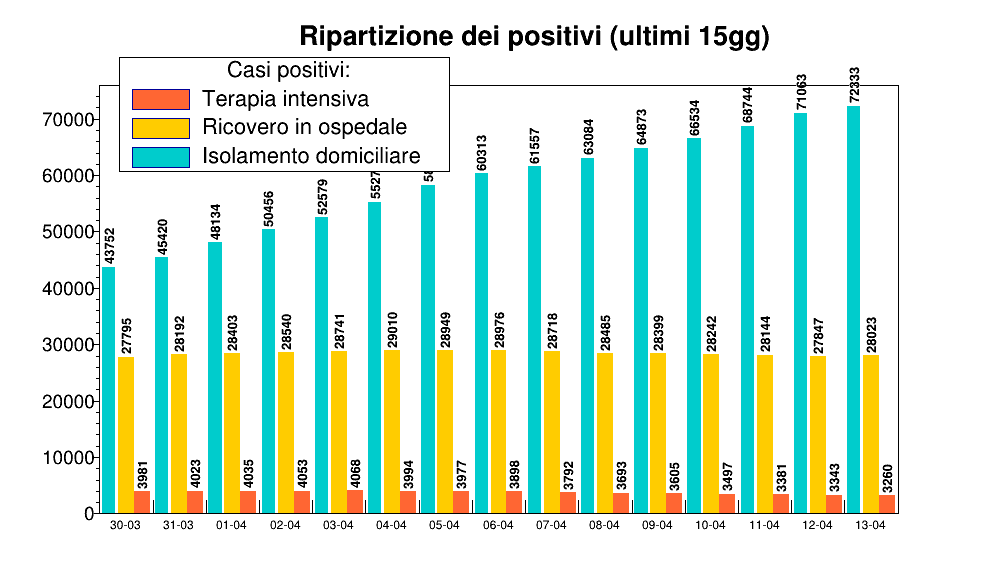 Ripartizione dei positivi (ultimi 15gg)
Casi positivi:
Terapia intensiva
Ricovero in ospedale
Isolamento domiciliare
70000
60000
50000
40000
30000
20000
10000
0
43752 27795 3981
45420 28192 4023
48134 28403 4035
50456 28540 4053
52579 28741 4068
29010 3994
28949 3977
60313 28976 3898
61557 28718 3792
63084 28485 3693
64873 28399 3605
66534 28242 3497
68744 28144 3381
71063 27847 3343
72333 28023 3260
30-03 31-03 01-04 02-04 03-04 04-04 05-04 06-04 07-04 08-04 09-04 10-04 11-04 12-04 13-04